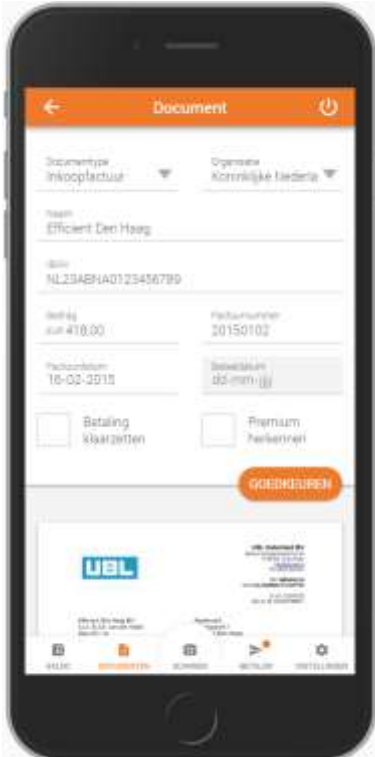 Document
Documenttype
Inkoopfactuur
Organisatie
Koninklijke Nederla
Naam
Efficient Den Haag
IBAN
NL23ABNA0123456789
Bedrag
EUR 418,00
Factuurnummer
20150102
Factuurdatum
16-02-2015
Betaaldatum
dd-mm-jjjj
Betaling
klaarzetten
Premium
herkennen
GOEDKEUREN
UBL
SALDO
DOCUMENTEN
SCANNEN
BETALEN
INSTELLINGEN